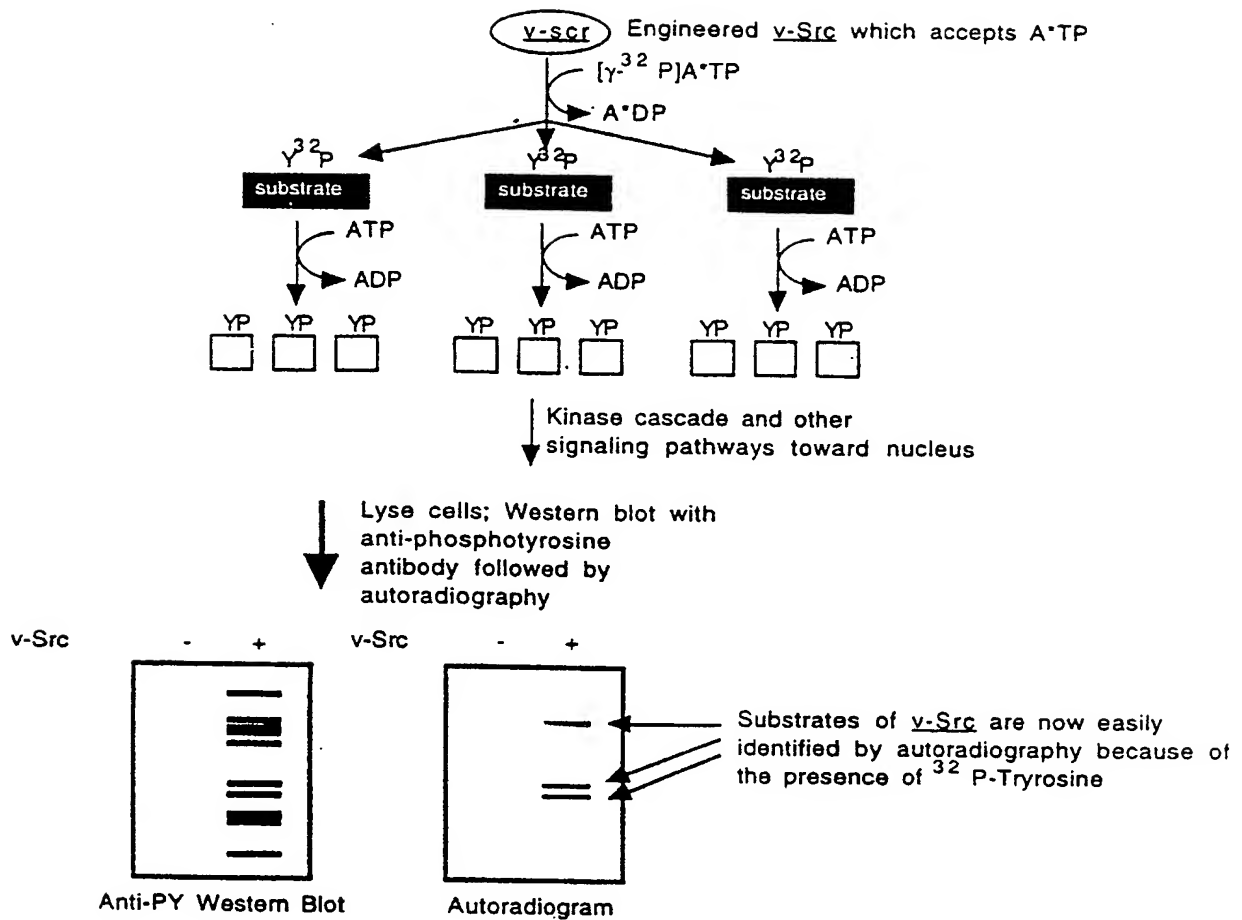 v-scr Engineered v-Src which accepts A*TP
[γ-³² P]A*TP
A*DP
Y³²P Y³²P Y³²P
substrate substrate substrate
ATP ATP ATP
ADP ADP ADP
YP YP YP YP YP YP YP YP YP
Kinase cascade and other
signaling pathways toward nucleus
Lyse cells; Western blot with
anti-phosphotyrosine
antibody followed by
autoradiography
v-Src - + v-Src - +
Substrates of v-Src are now easily
identified by autoradiography because of
the presence of ³² P-Tryrosine
Anti-PY Western Blot Autoradiogram